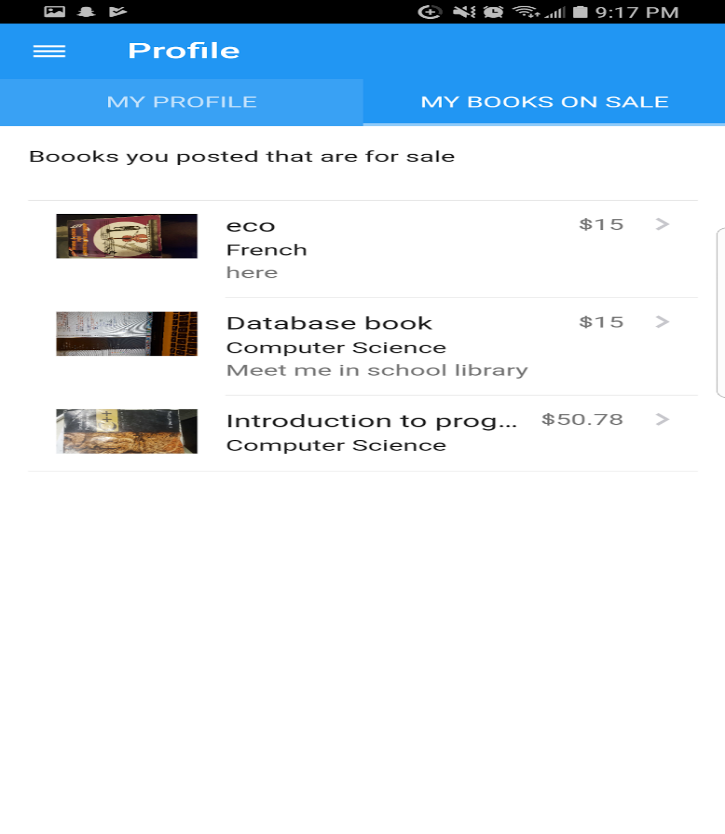 9:17 PM
Profile
MY PROFILE
MY BOOKS ON SALE
Boooks you posted that are for sale
eco
$15
French
here
Database book
$15
Computer Science
Meet me in school library
Introduction to prog...
$50.78
Computer Science